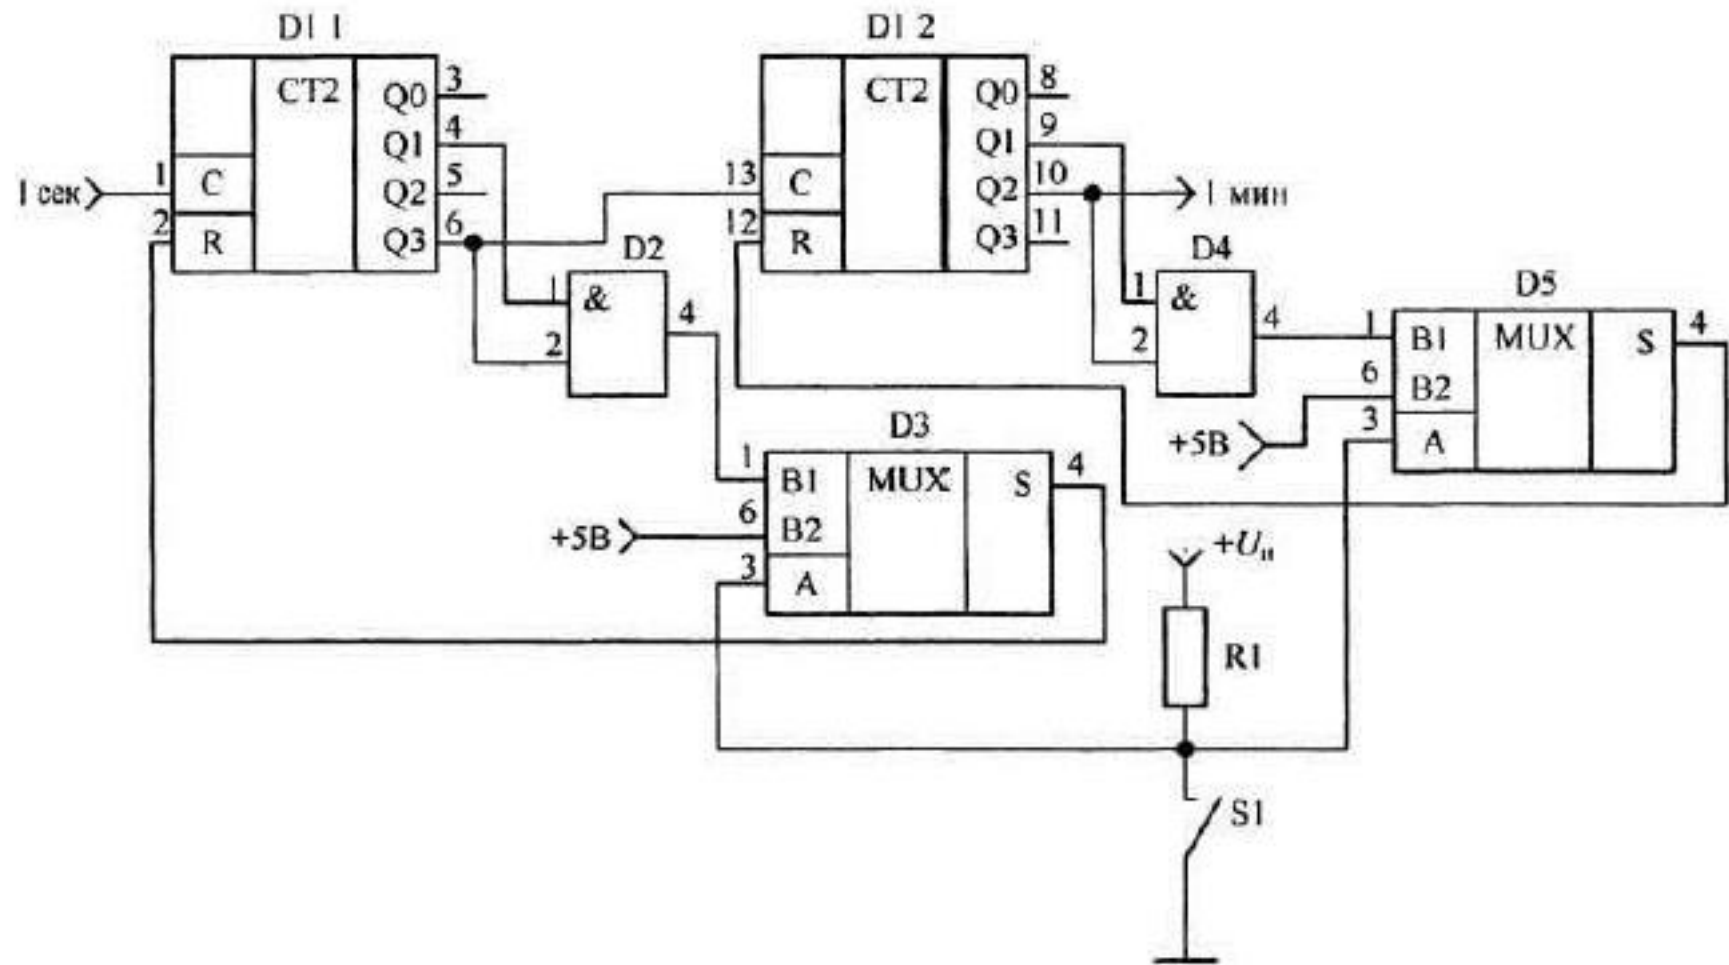 D1 1
D1 2
CT2
Q0
3
Q1
4
Q2
5
Q3
6
1
C
2
R
1 сек
CT2
Q0
8
Q1
9
Q2
10
Q3
11
13
C
12
R
1 мин
D2
1
&
2
4
D4
1
&
2
4
D5
1
B1
MUX
S
4
6
B2
3
A
+5В
D3
1
B1
MUX
S
4
6
B2
3
A
+5В
+Uп
R1
S1